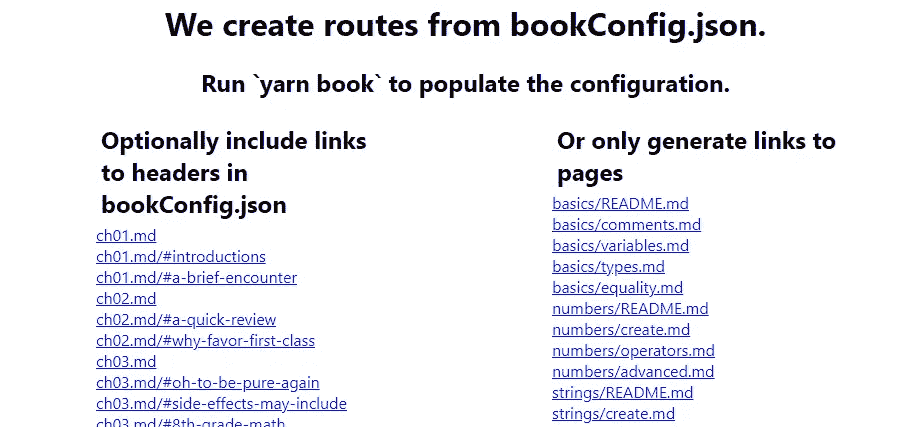 We create routes from bookConfig.json.
Run `yarn book` to populate the configuration.
Optionally include links
to headers in
bookConfig.json
ch01.md
ch01.md/#introductions
ch01.md/#a-brief-encounter
ch02.md
ch02.md/#a-quick-review
ch02.md/#why-favor-first-class
ch03.md
ch03.md/#oh-to-be-pure-again
ch03.md/#side-effects-may-include
ch03.md/#8th-grade-math
Or only generate links to
pages
basics/README.md
basics/comments.md
basics/variables.md
basics/types.md
basics/equality.md
numbers/README.md
numbers/create.md
numbers/operators.md
numbers/advanced.md
strings/README.md
strings/create.md